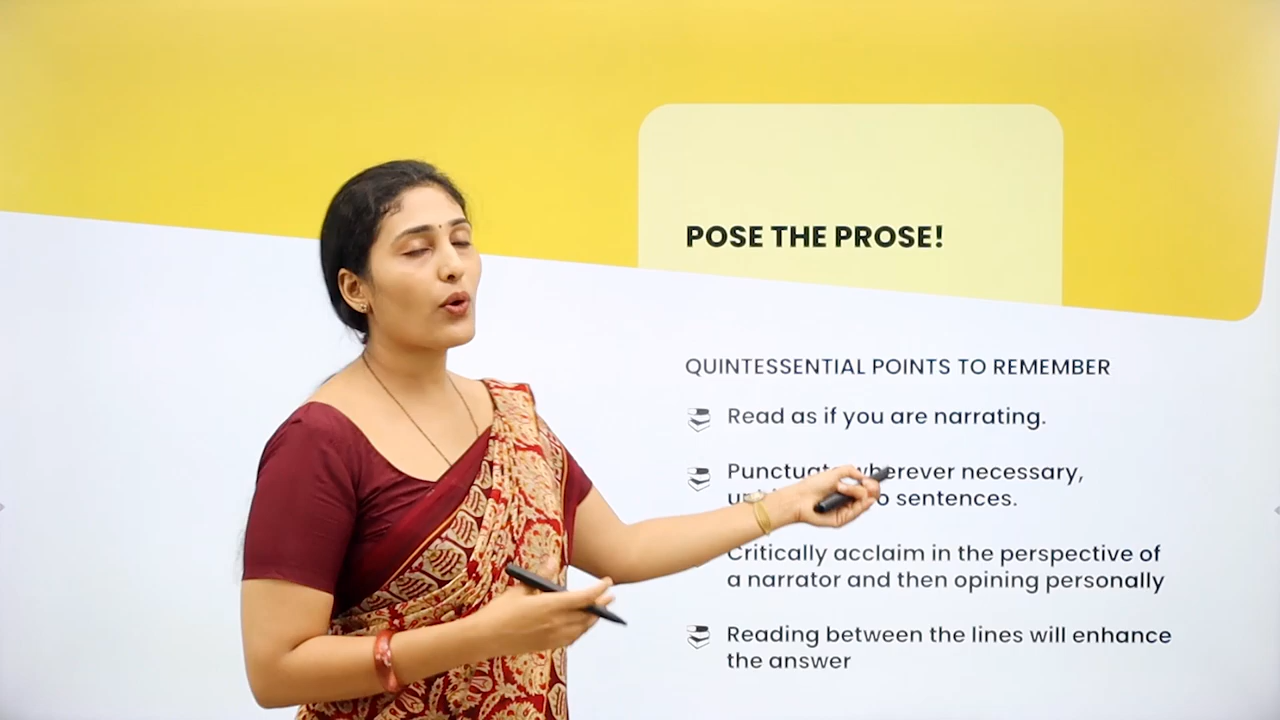 POSE THE PROSE!
QUINTESSENTIAL POINTS TO REMEMBER
Read as if you are narrating.
wherever necessary,
sentences.
Critically acclaim in the perspective of
a narrator and then opining personally
Reading between the lines will enhance
the answer